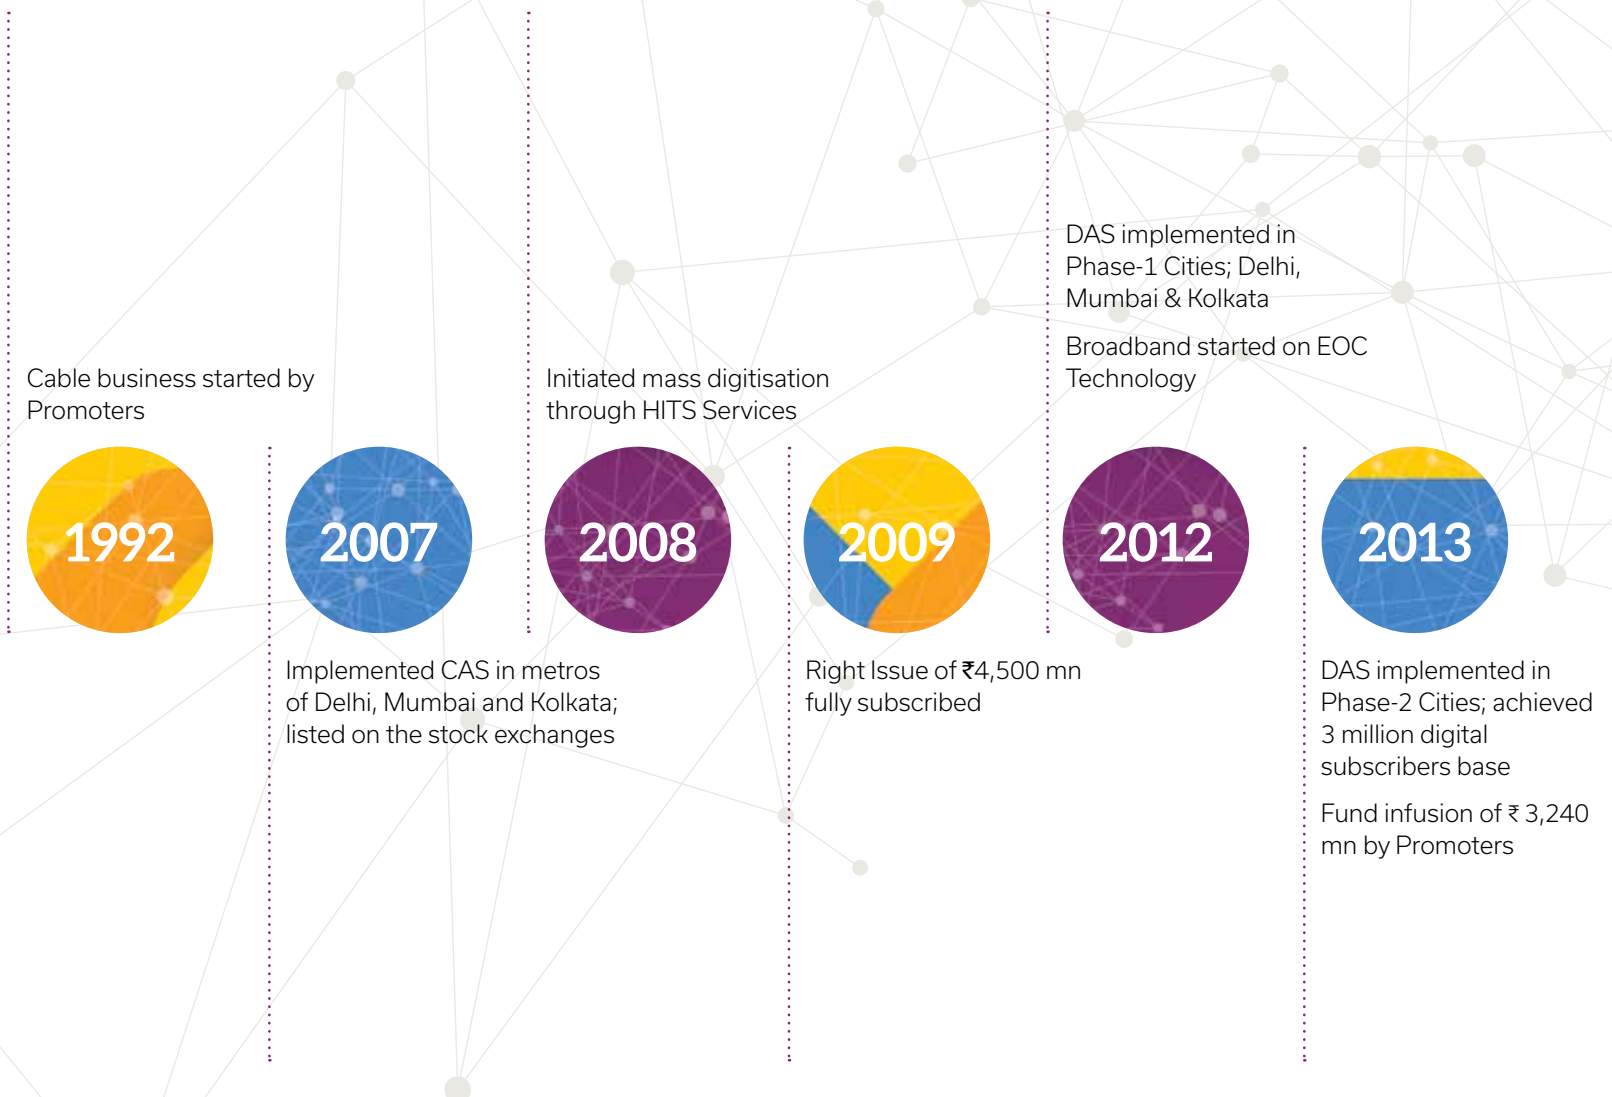 Cable business started by
Promoters
1992
2007
Implemented CAS in metros
of Delhi, Mumbai and Kolkata;
listed on the stock exchanges
Initiated mass digitisation
through HITS Services
2008
2009
Right Issue of ₹4,500 mn
fully subscribed
DAS implemented in
Phase-1 Cities; Delhi,
Mumbai & Kolkata
Broadband started on EOC
Technology
2012
2013
DAS implemented in
Phase-2 Cities; achieved
3 million digital
subscribers base
Fund infusion of ₹ 3,240
mn by Promoters